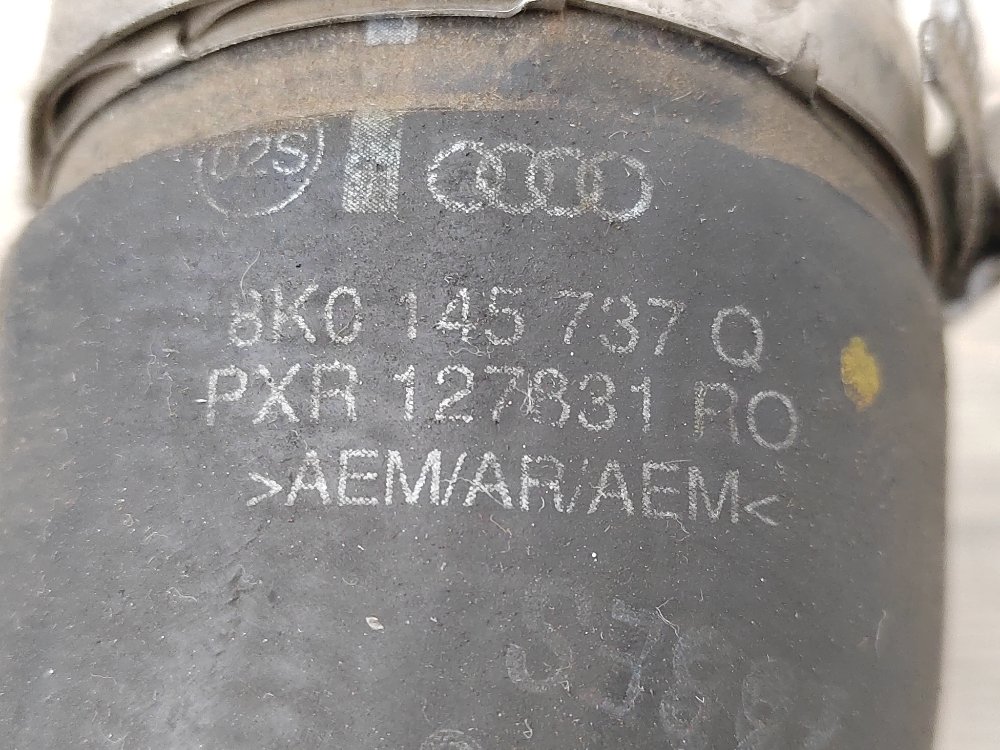 02S
8K0 145 737 Q
PXR 127831 RO
>AEM/AR/AEM<